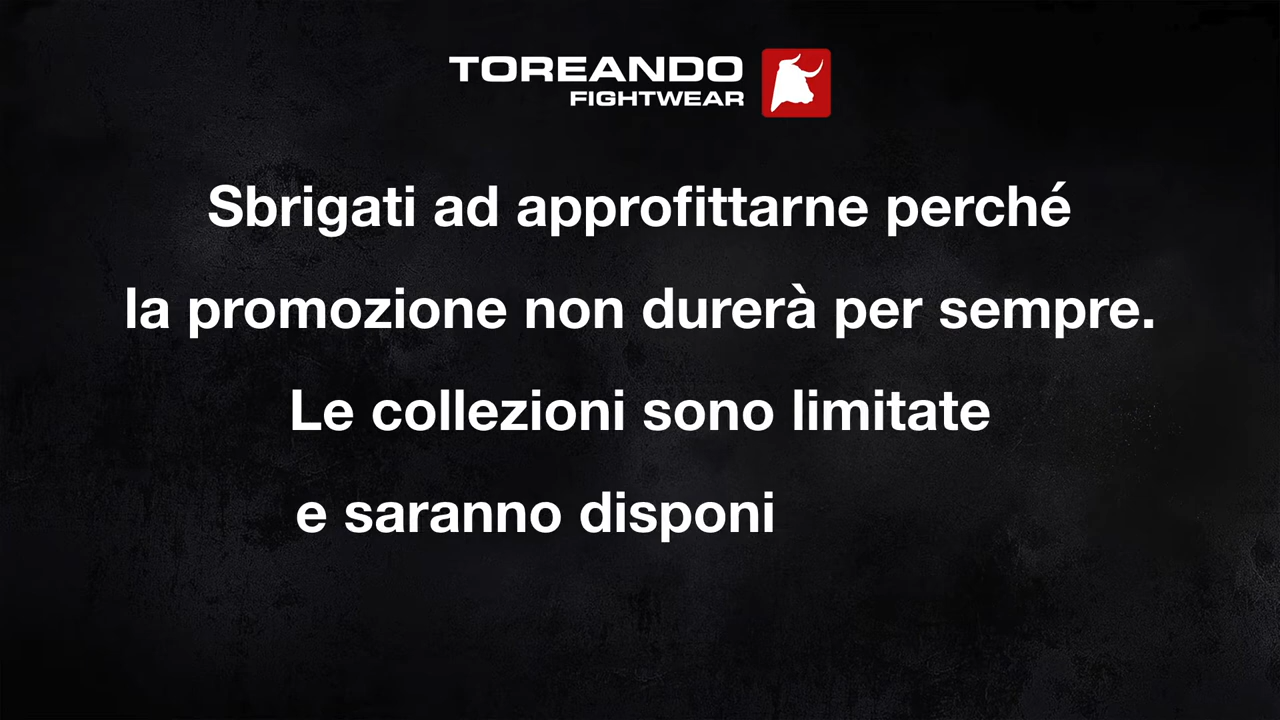 TOREANDO
FIGHTWEAR
Sbrigati ad approfittarne perché
la promozione non durerà per sempre.
Le collezioni sono limitate
e saranno disponi